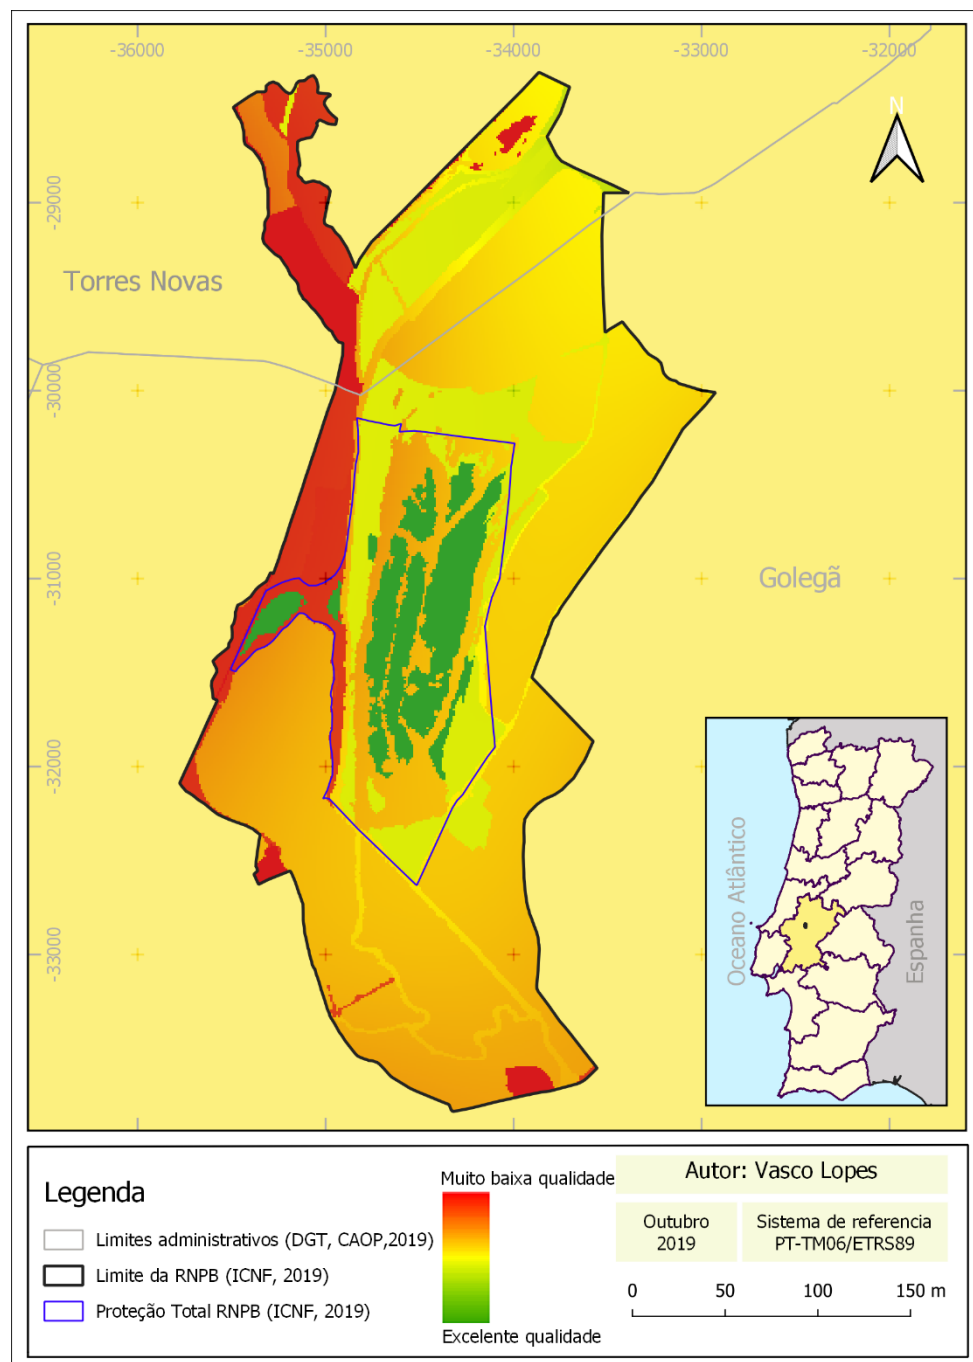 -36000
-35000
-34000
-33000
-32000
N
-29000
Torres Novas
-30000
-31000
Golegã
-32000
-33000
Oceano Atlântico
Espanha
Legenda
Limites administrativos (DGT, CAOP,2019)
Limite da RNPB (ICNF, 2019)
Proteção Total RNPB (ICNF, 2019)
Muito baixa qualidade
Excelente qualidade
Autor: Vasco Lopes
Outubro
2019
Sistema de referencia
PT-TM06/ETRS89
0 50 100 150 m